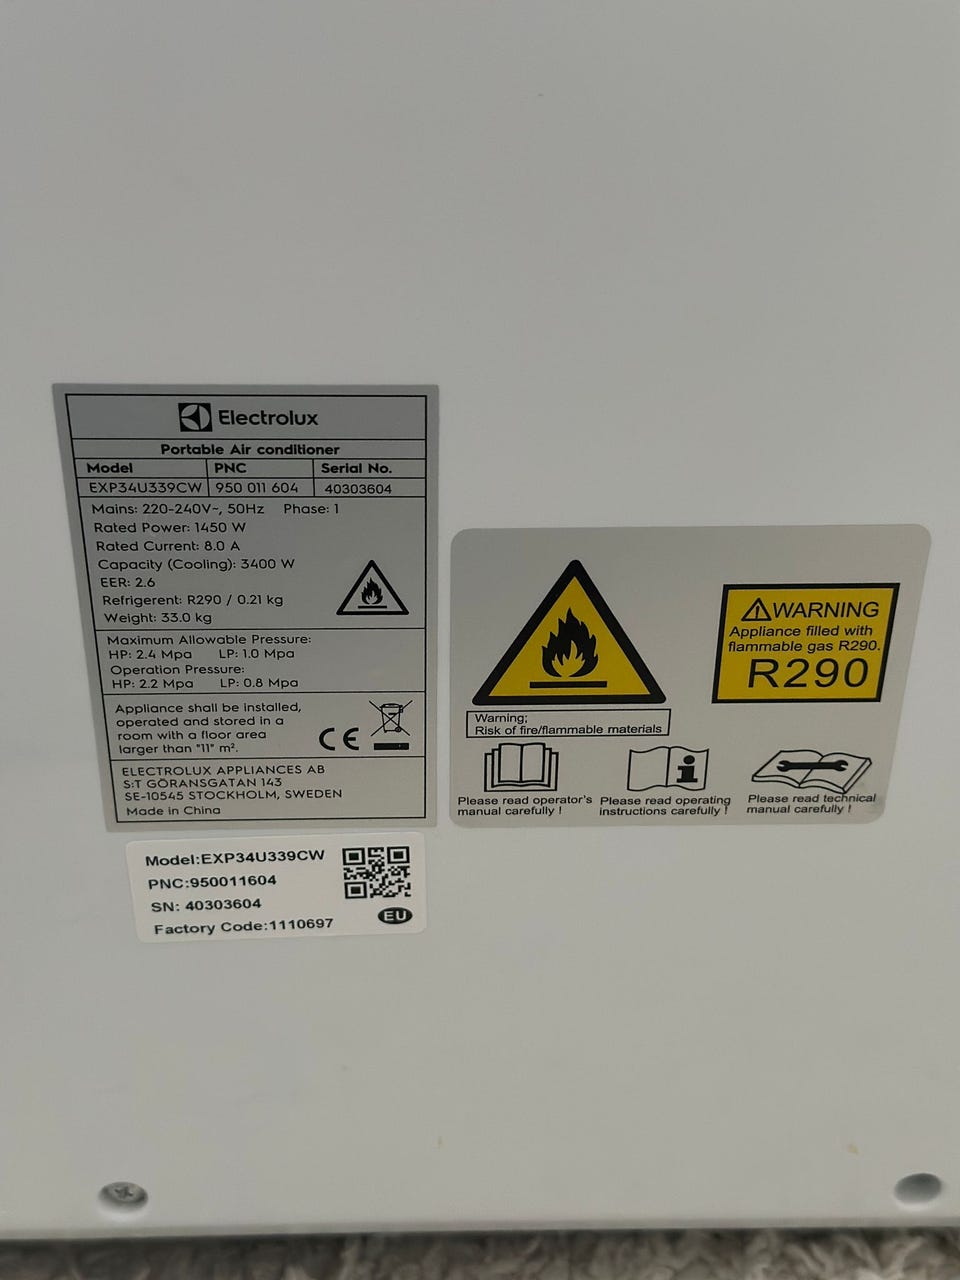 Electrolux
Portable Air conditioner
Model PNC Serial No.
EXP34U339CW 950 011 604 40303604
Mains: 220-240V~, 50Hz Phase: 1
Rated Power: 1450 W
Rated Current: 8.0 A
Capacity (Cooling): 3400 W
EER: 2.6
Refrigerent: R290 / 0.21 kg
Weight: 33.0 kg
Maximum Allowable Pressure:
HP: 2.4 Mpa LP: 1.0 Mpa
Operation Pressure:
HP: 2.2 Mpa LP: 0.8 Mpa
Appliance shall be installed,
operated and stored in a
room with a floor area
larger than "11" m².
CE
ELECTROLUX APPLIANCES AB
S:T GÖRANSGATAN 143
SE-10545 STOCKHOLM, SWEDEN
Made in China
Model:EXP34U339CW
PNC:950011604
SN: 40303604
Factory Code:1110697
EU
Warning;
Risk of fire/flammable materials
WARNING
Appliance filled with
flammable gas R290.
R290
Please read operator's
manual carefully !
Please read operating
instructions carefully !
Please read technical
manual carefully !